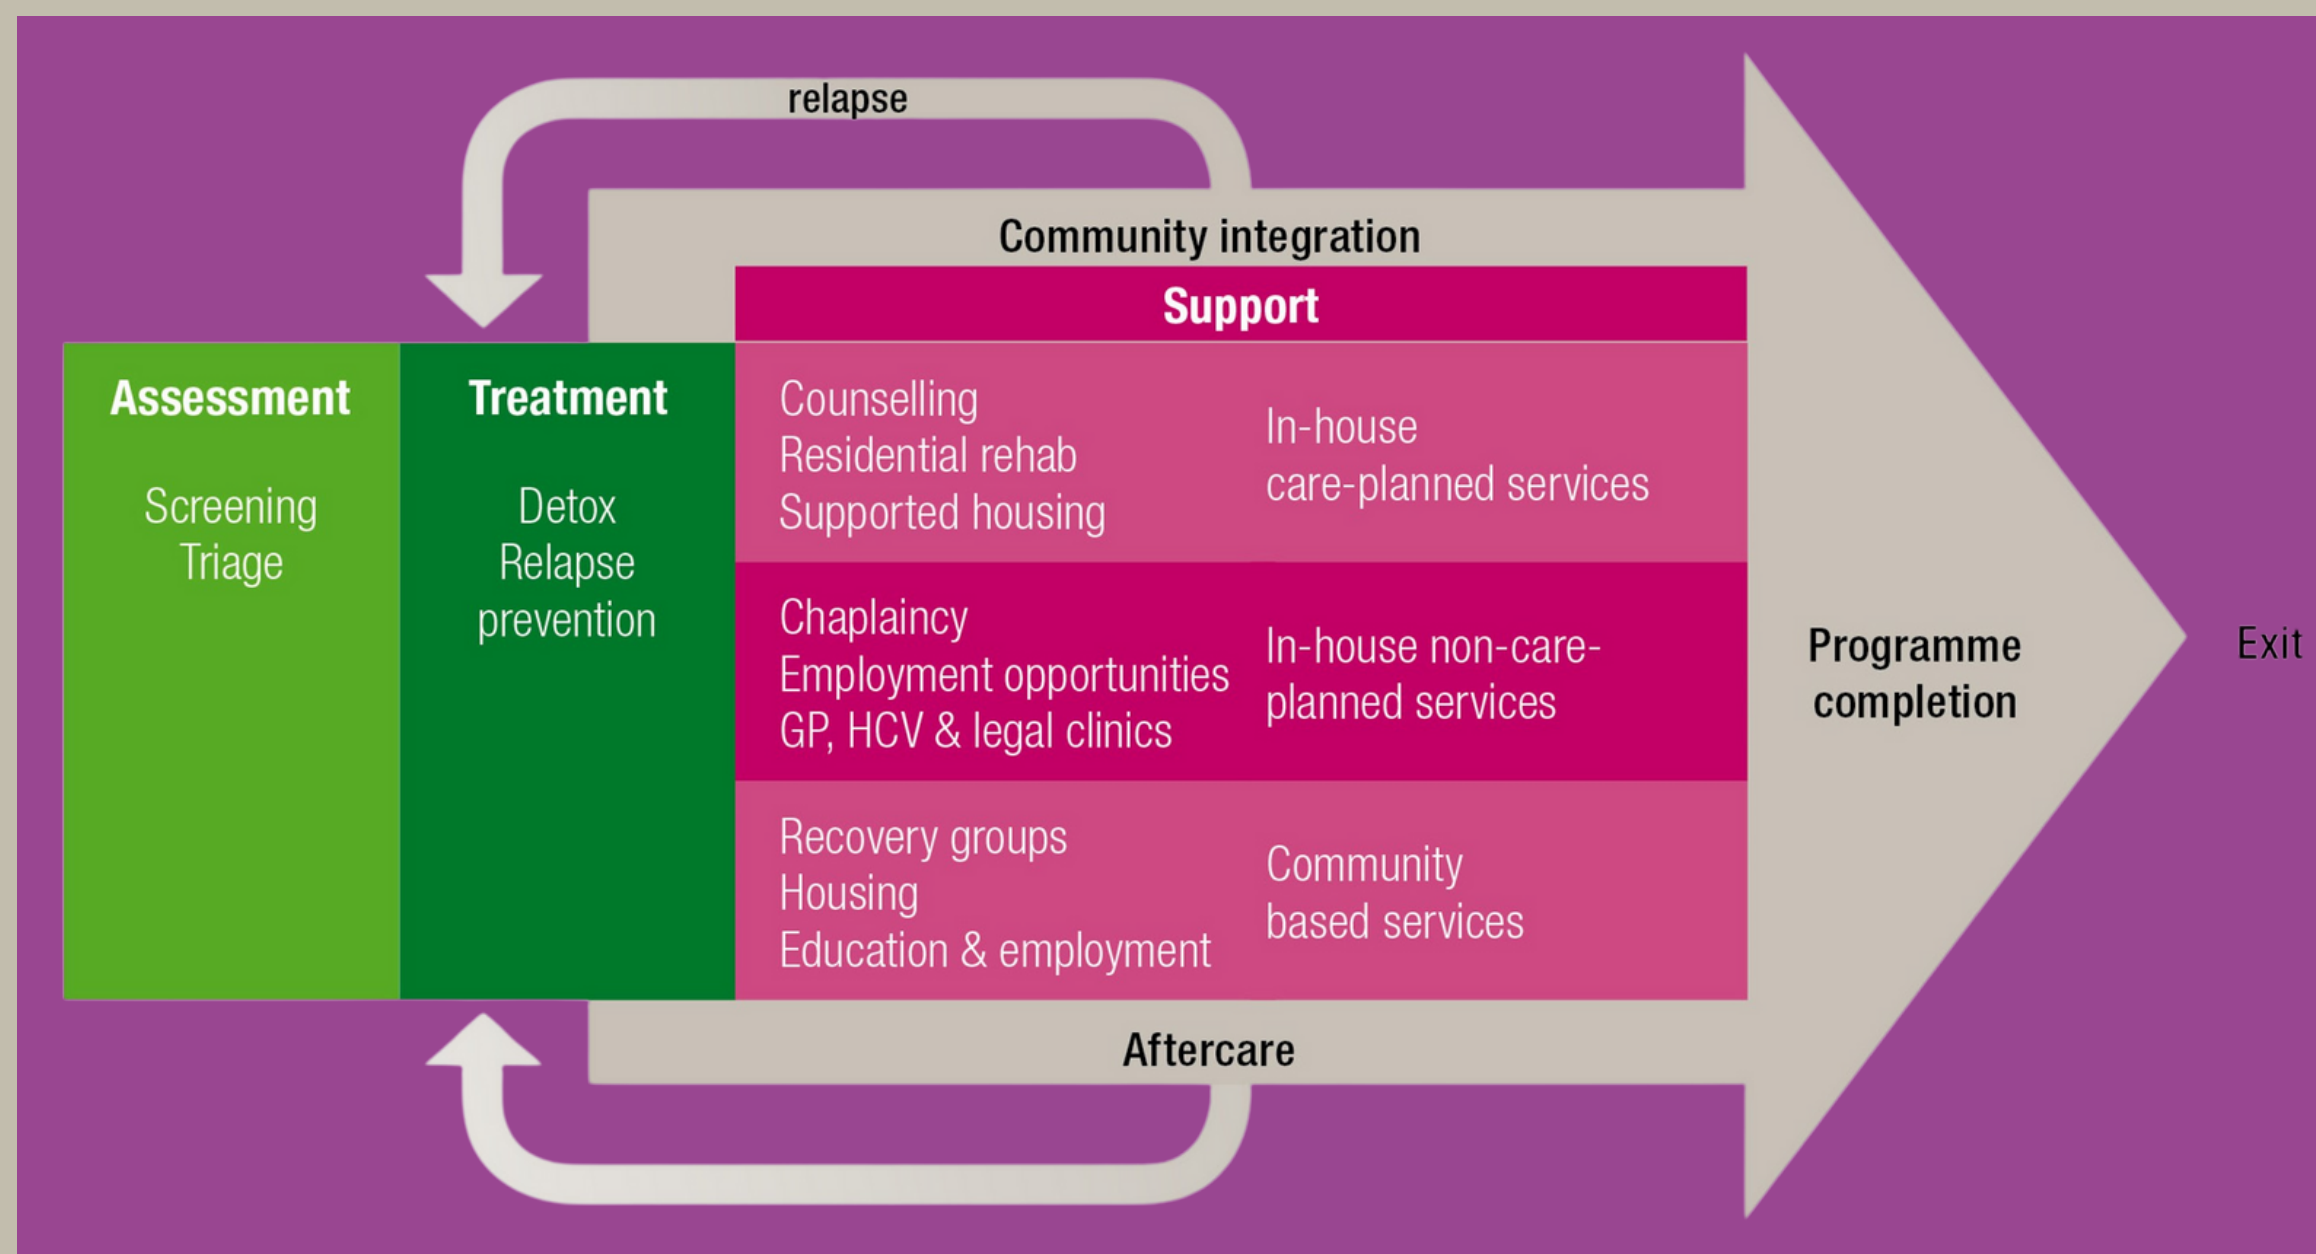 relapse
Community integration
Support
Assessment
Screening
Triage
Treatment
Detox
Relapse
prevention
Counselling
Residential rehab
Supported housing
In-house
care-planned services
Chaplaincy
Employment opportunities
GP, HCV & legal clinics
In-house non-care-
planned services
Recovery groups
Housing
Education & employment
Community
based services
Programme
completion
Exit
Aftercare